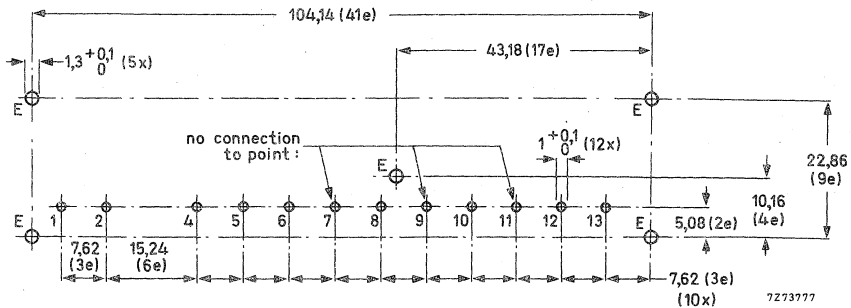 104,14 (41e)
43,18 (17e)
1,3 +0,1 0 (5x)
E
E
no connection
to point :
1 +0,1 0 (12x)
E
22,86
(9e)
10,16
(4e)
5,08 (2e)
E
1 2 4 5 6 7 8 9 10 11 12 13
E
7,62
(3e)
15,24
(6e)
7,62 (3e)
(10x)
7Z73777